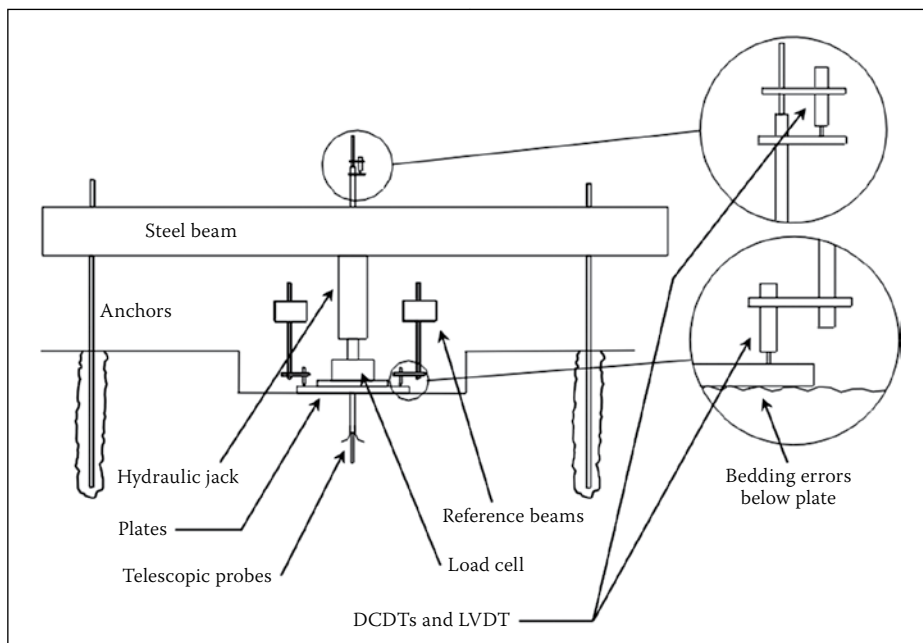 Steel beam
Anchors
Hydraulic jack
Plates
Telescopic probes
Reference beams
Load cell
Bedding errors
below plate
DCDTs and LVDT